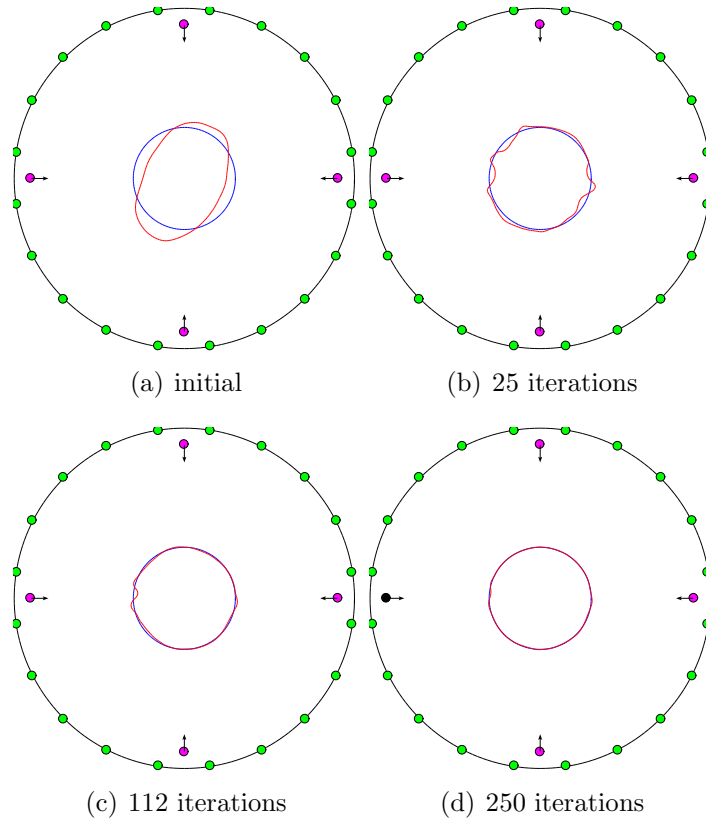 (a) initial
(b) 25 iterations
(c) 112 iterations
(d) 250 iterations